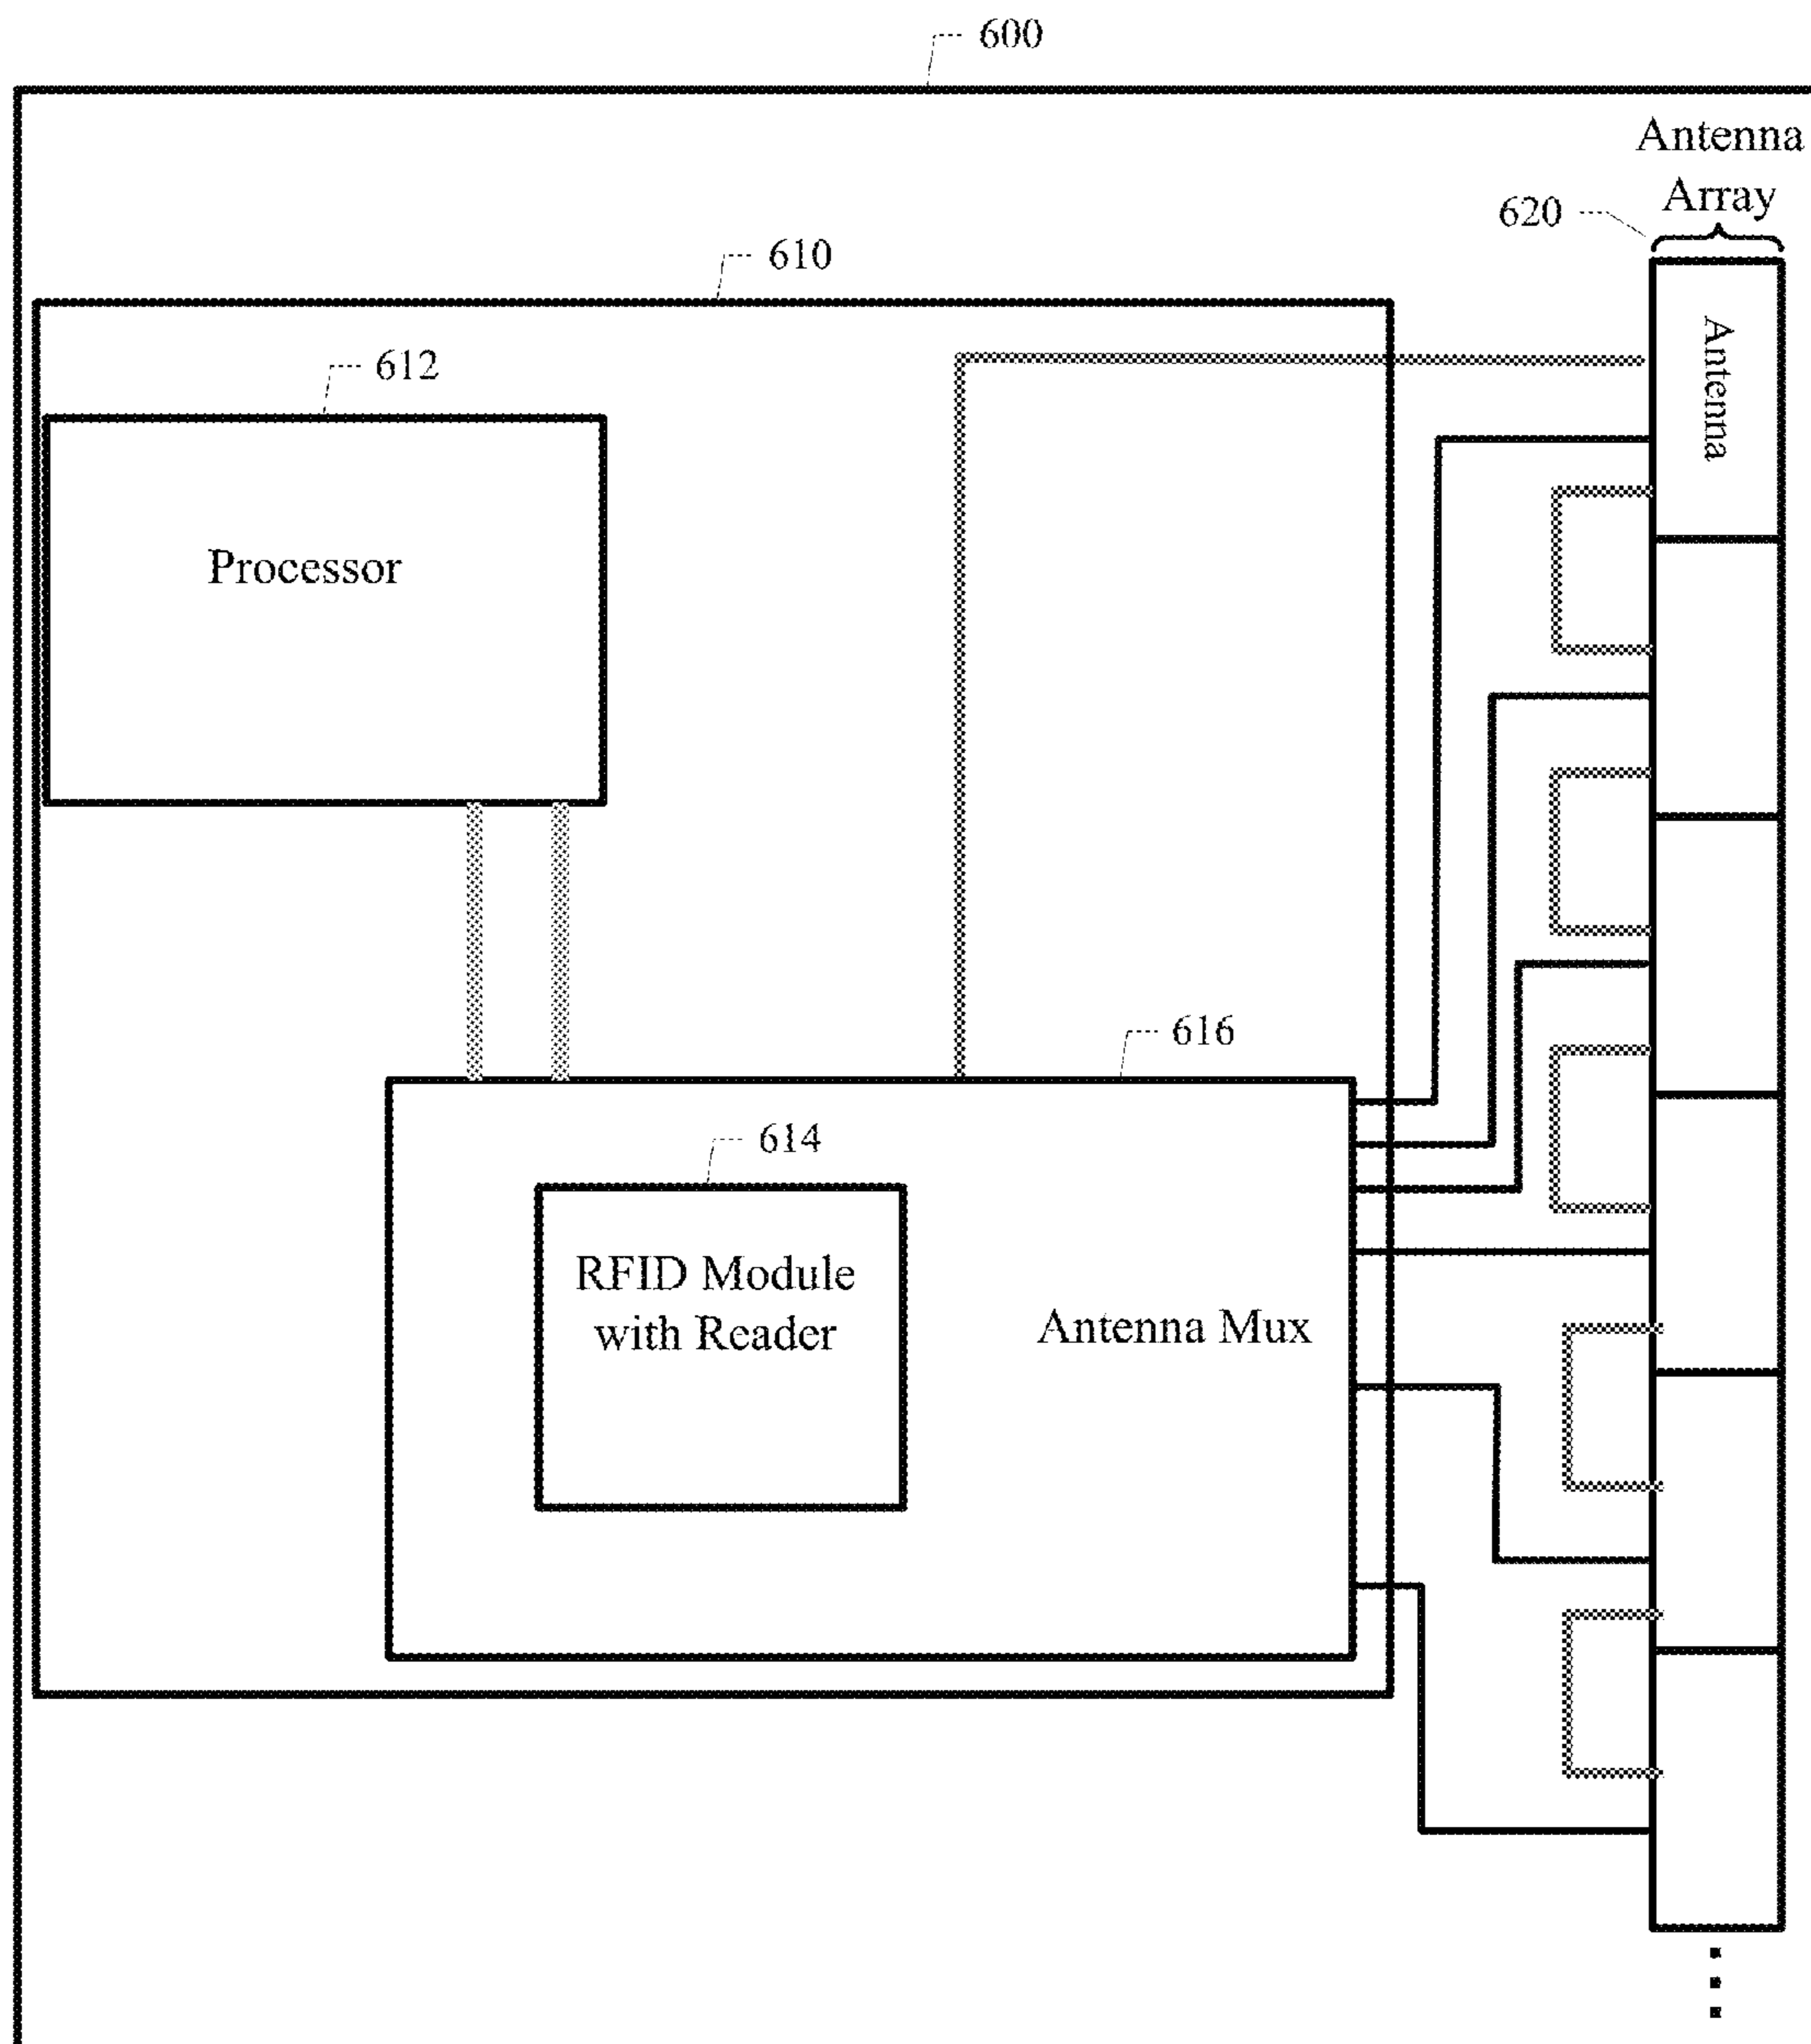 600
Antenna
Array
620
610
Antenna
612
Processor
616
614
RFID Module
with Reader
Antenna Mux